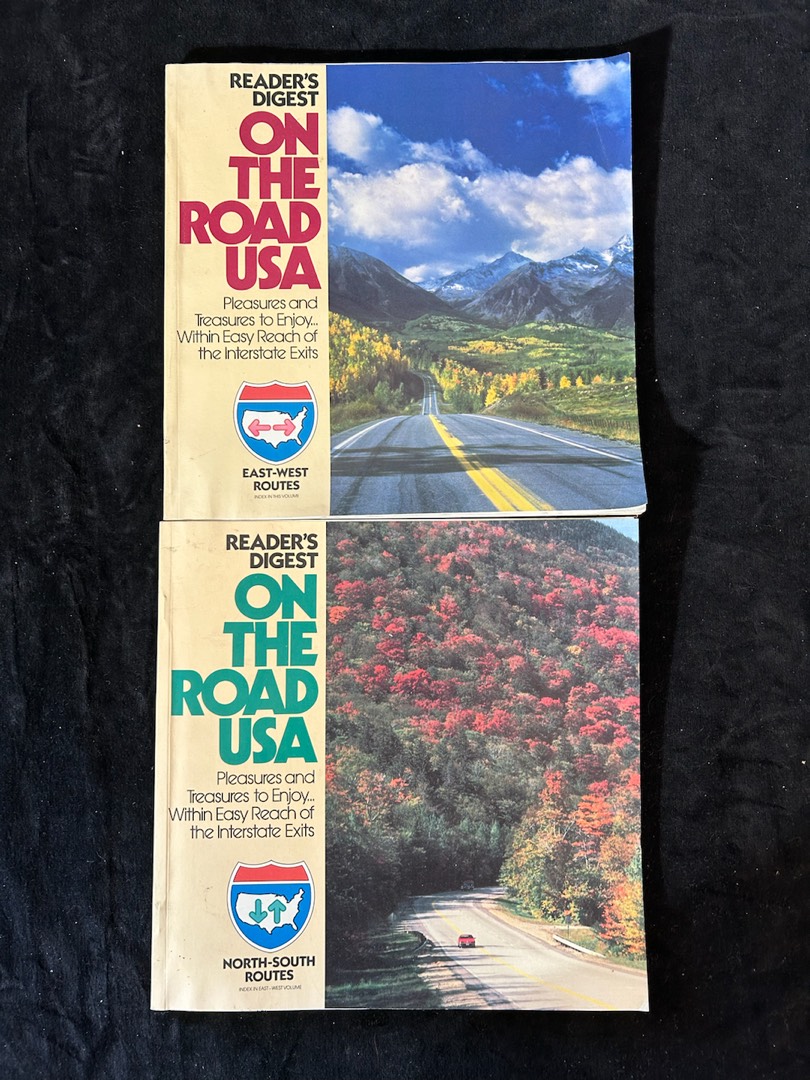 READER'S
DIGEST
ON
THE
ROAD
USA
Pleasures and
Treasures to Enjoy...
Within Easy Reach of
the Interstate Exits
EAST-WEST
ROUTES
INDEX IN THIS VOLUME
READER'S
DIGEST
ON
THE
ROAD
USA
Pleasures and
Treasures to Enjoy...
Within Easy Reach of
the Interstate Exits
NORTH-SOUTH
ROUTES
INDEX IN EAST-WEST VOLUME